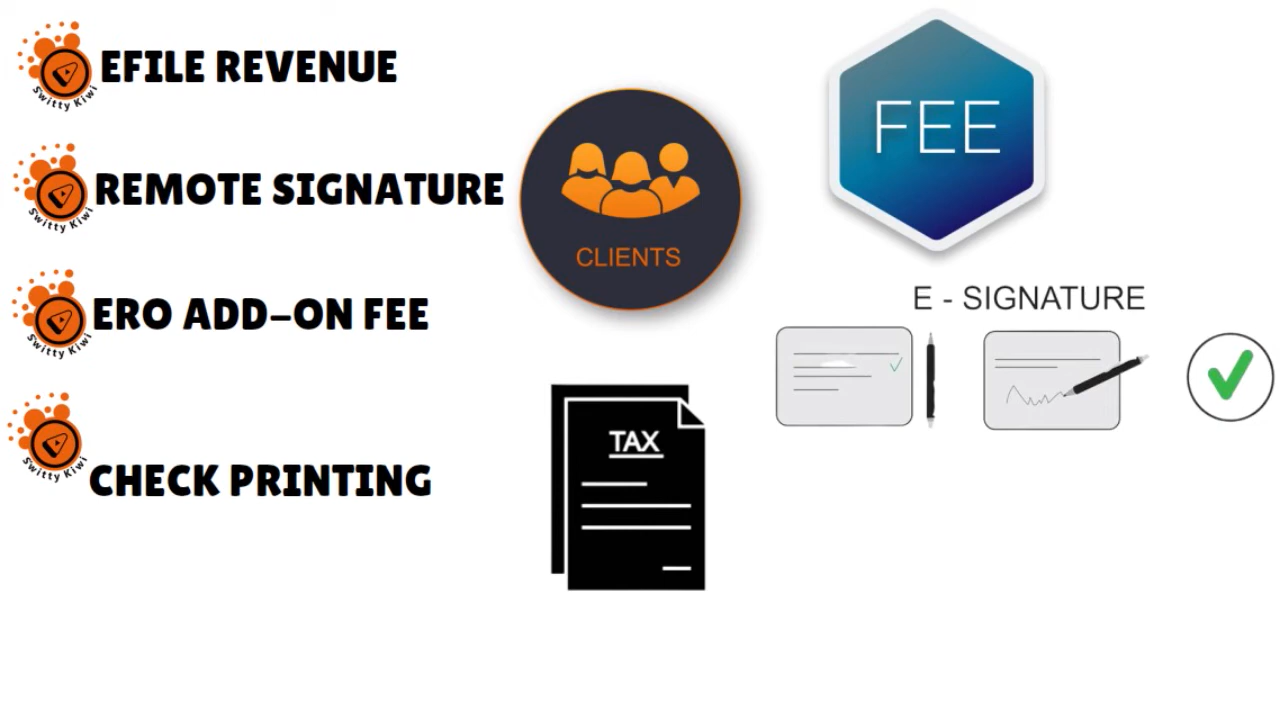 Switty Kiwi
EFILE REVENUE
Switty Kiwi
REMOTE SIGNATURE
Switty Kiwi
ERO ADD-ON FEE
Switty Kiwi
CHECK PRINTING
CLIENTS
TAX
FEE
E - SIGNATURE